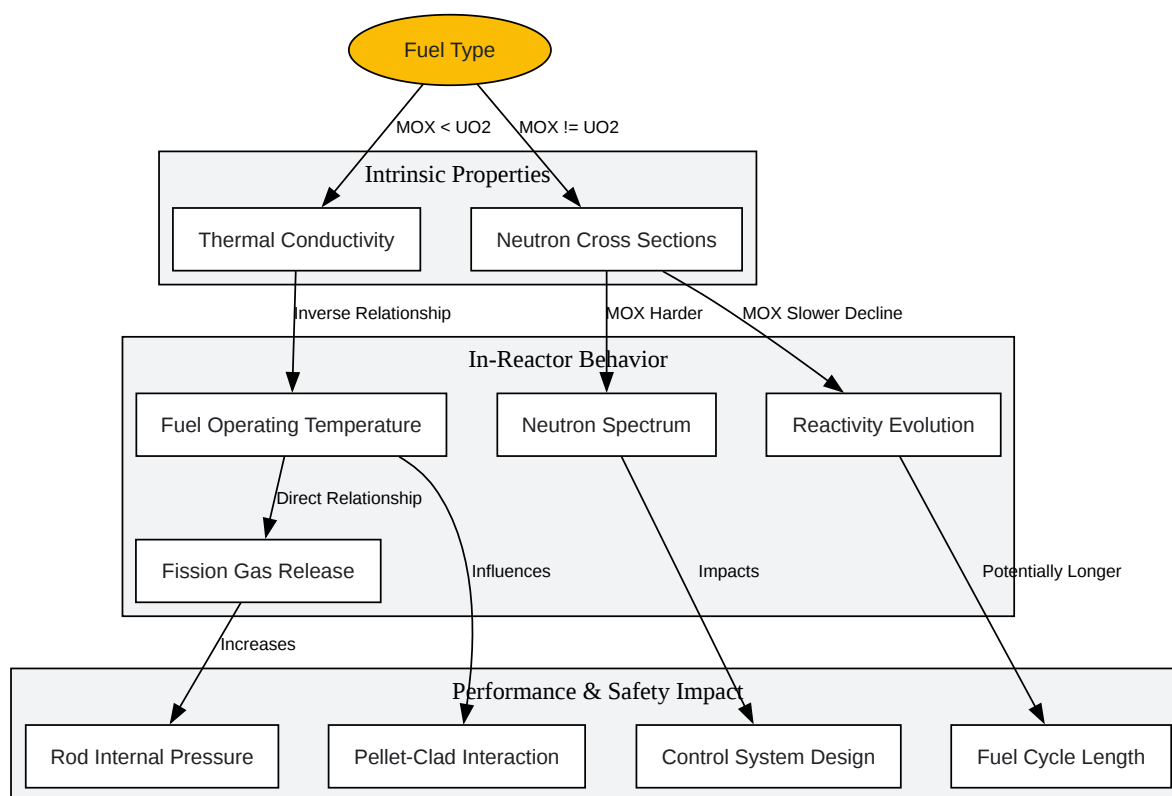 Fuel Type
MOX < UO2
MOX != UO2
Intrinsic Properties
Thermal Conductivity
Neutron Cross Sections
Inverse Relationship
MOX Harder
MOX Slower Decline
In-Reactor Behavior
Fuel Operating Temperature
Neutron Spectrum
Reactivity Evolution
Direct Relationship
Fission Gas Release
Influences
Impacts
Potentially Longer
Increases
Performance & Safety Impact
Rod Internal Pressure
Pellet-Clad Interaction
Control System Design
Fuel Cycle Length